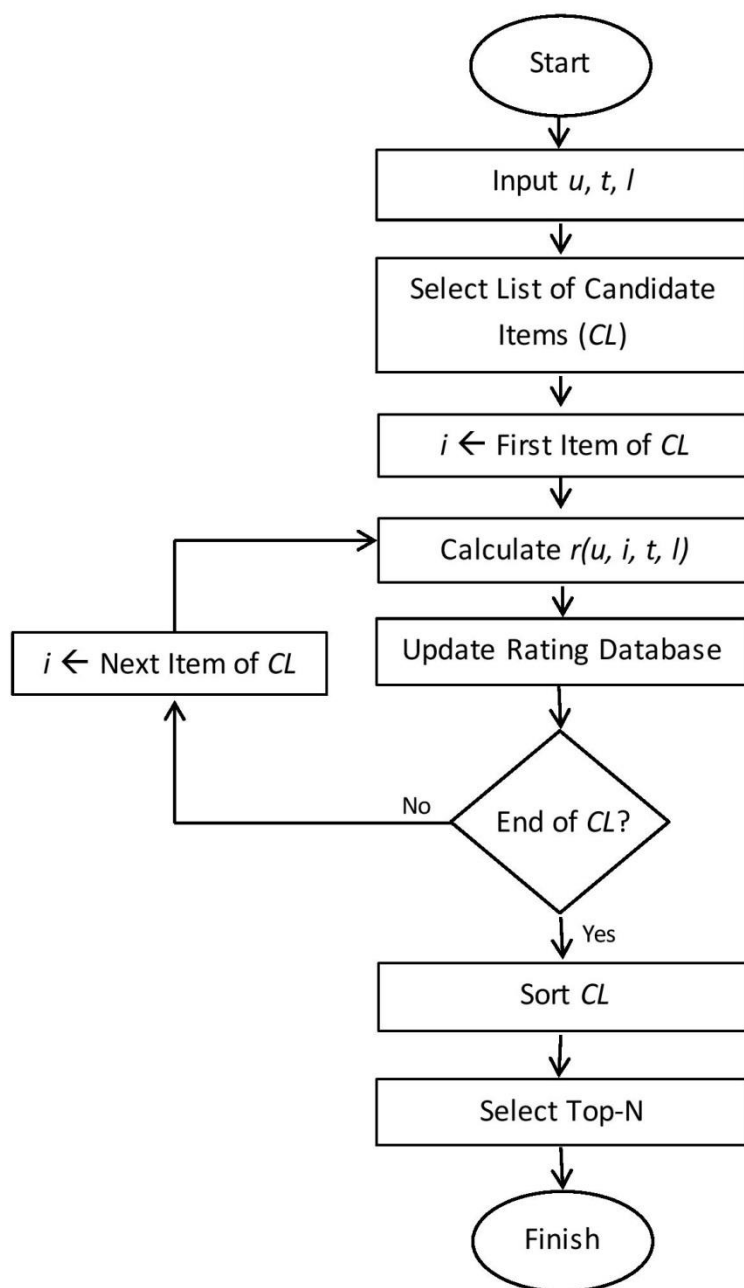 Start
Input u, t, l
Select List of Candidate
Items (CL)
i ← First Item of CL
Calculate r(u, i, t, l)
Update Rating Database
i ← Next Item of CL
No
End of CL?
Yes
Sort CL
Select Top-N
Finish